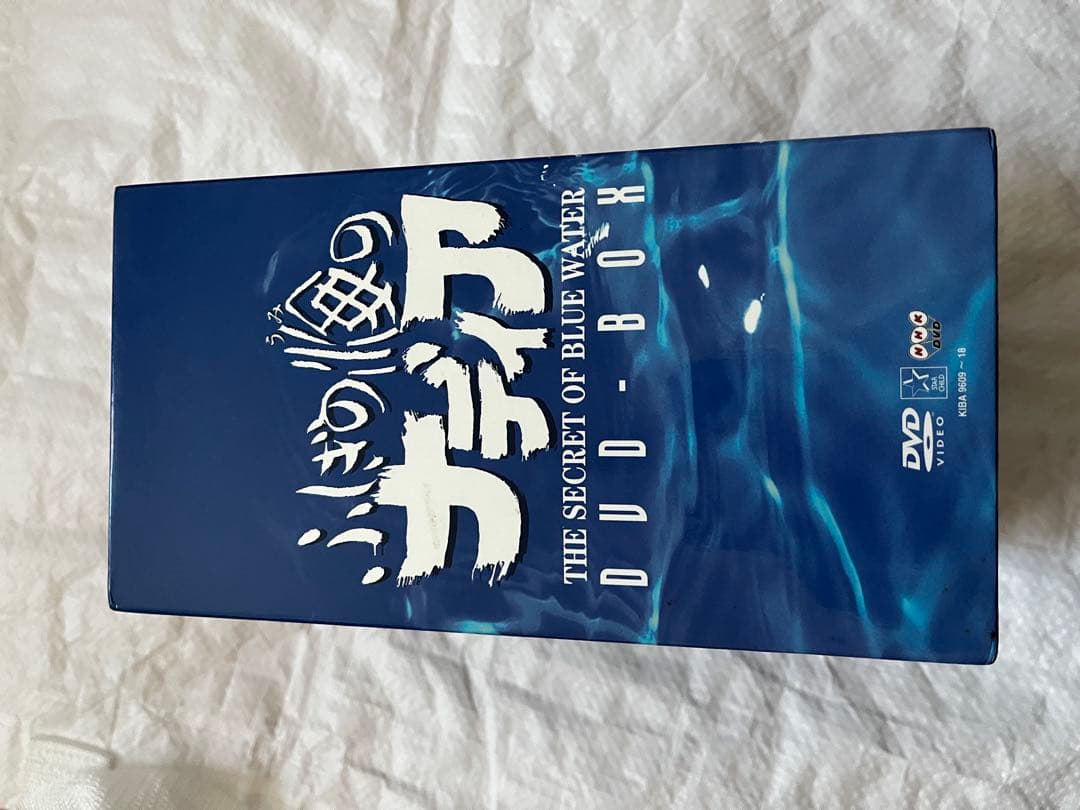 ふしぎの海の
うみ
ナディア
THE SECRET OF BLUE WATER
DVD-BOX
DVD VIDEO
STAR CHILD
NHK DVD
KIBA 9609～18